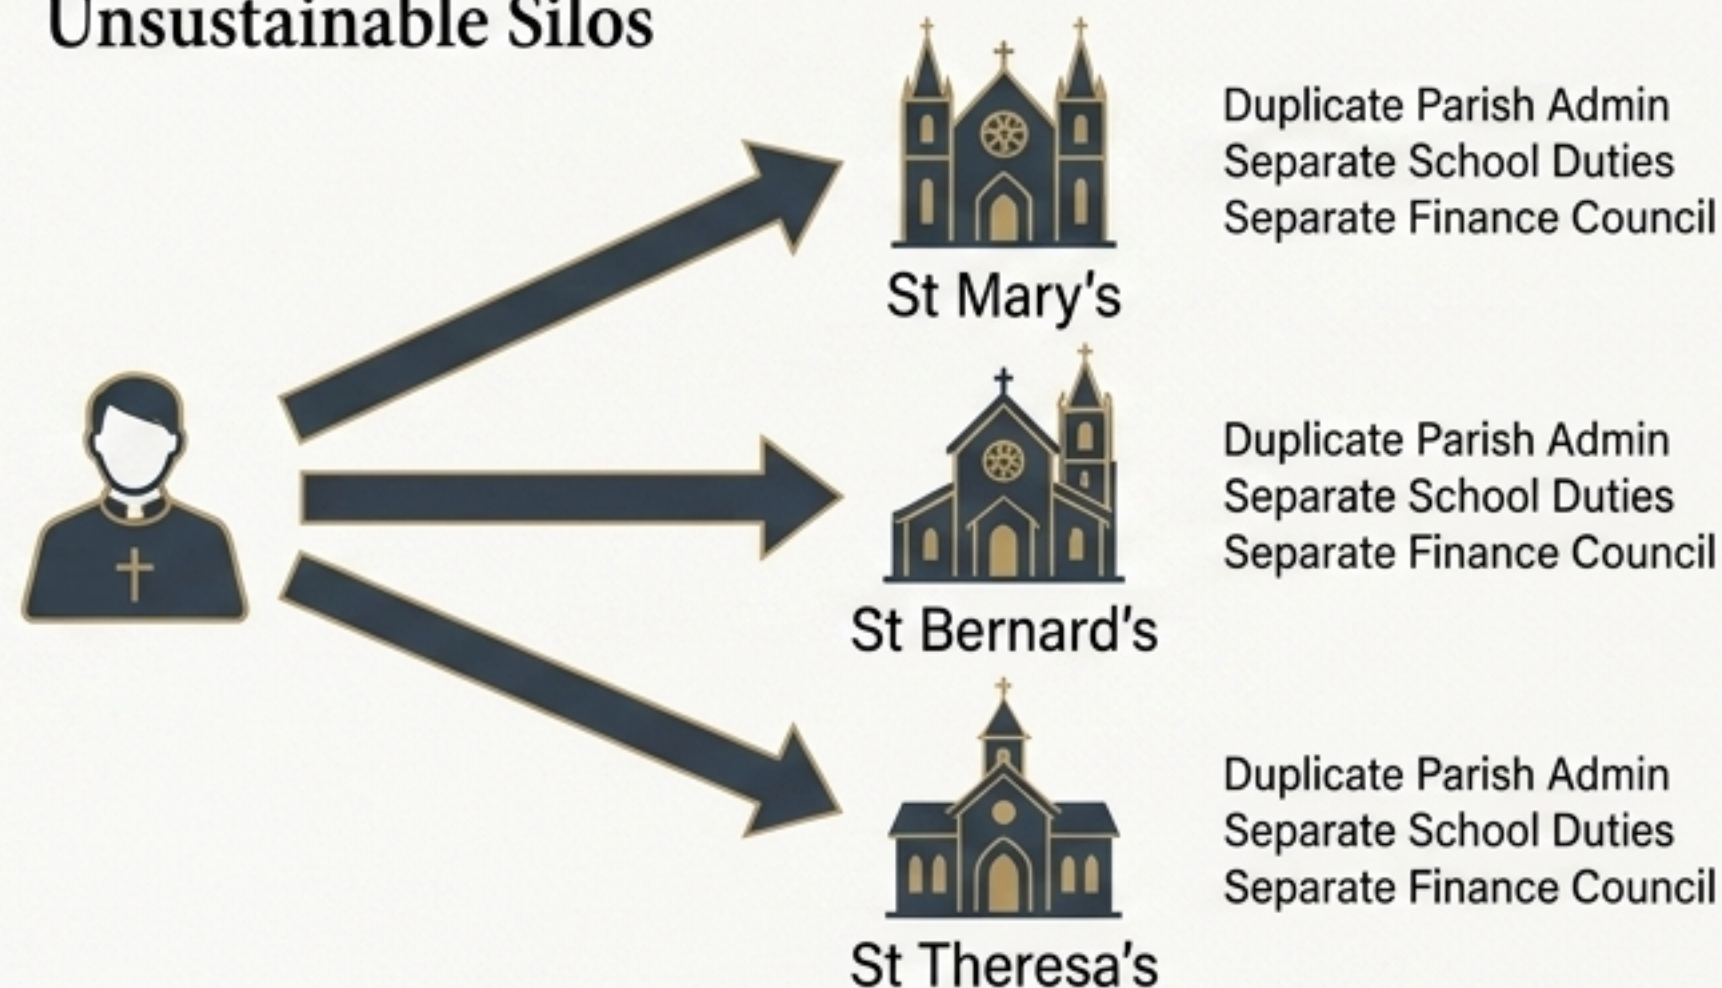 Unsustainable Silos
Duplicate Parish Admin
Separate School Duties
Separate Finance Council
St Mary's
Duplicate Parish Admin
Separate School Duties
Separate Finance Council
St Bernard's
Duplicate Parish Admin
Separate School Duties
Separate Finance Council
St Theresa's